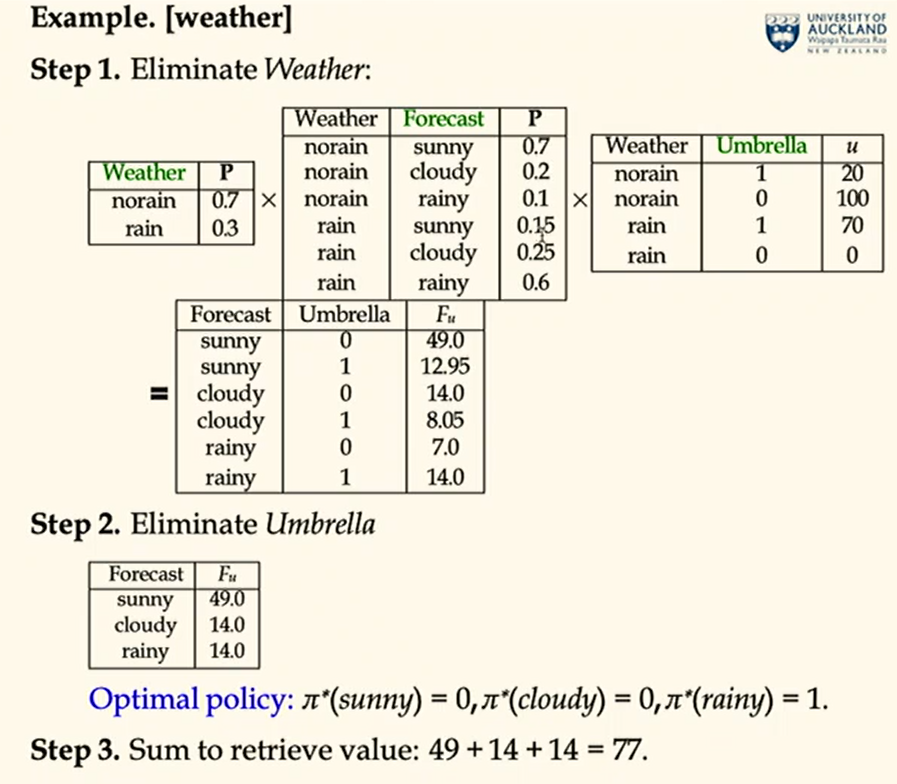 Example. [weather]
UNIVERSITY OF
AUCKLAND
Waipapa Taumata Rau
NEW ZEALAND
Step 1. Eliminate Weather:
Weather P
norain 0.7
rain 0.3
×
Weather Forecast P
norain sunny 0.7
norain cloudy 0.2
norain rainy 0.1
rain sunny 0.15
rain cloudy 0.25
rain rainy 0.6
×
Weather Umbrella u
norain 1 20
norain 0 100
rain 1 70
rain 0 0
=
Forecast Umbrella Fu
sunny 0 49.0
sunny 1 12.95
cloudy 0 14.0
cloudy 1 8.05
rainy 0 7.0
rainy 1 14.0
Step 2. Eliminate Umbrella
Forecast Fu
sunny 49.0
cloudy 14.0
rainy 14.0
Optimal policy: π*(sunny) = 0, π*(cloudy) = 0, π*(rainy) = 1.
Step 3. Sum to retrieve value: 49 + 14 + 14 = 77.